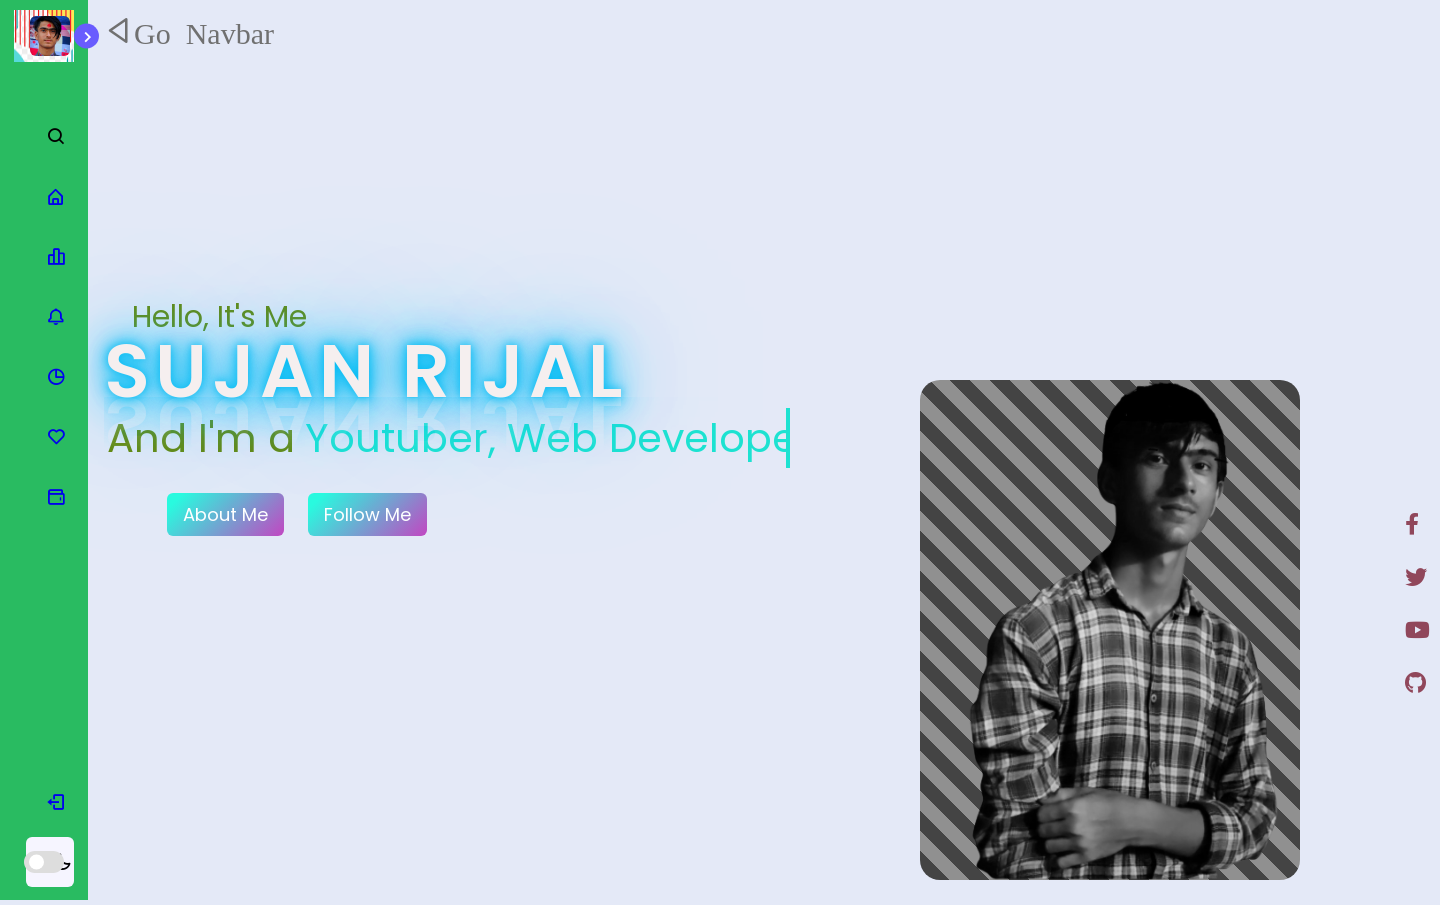 Go Navbar
Hello, It's Me
SUJAN RIJAL
And I'm a Youtuber, Web Develope
About Me
Follow Me